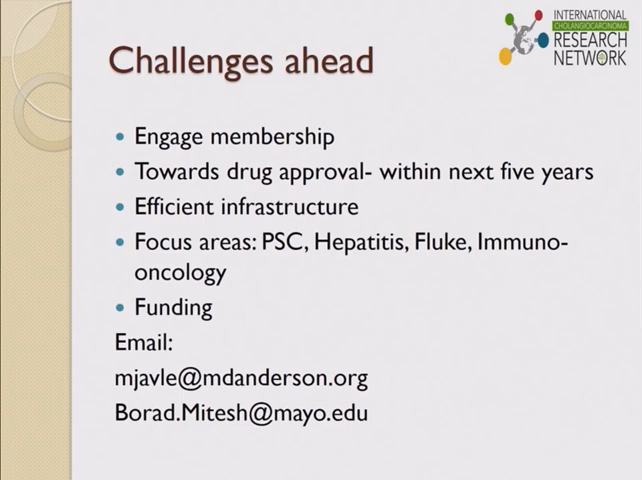 INTERNATIONAL
CHOLANGIOCARCINOMA
RESEARCH
NETWORK
Challenges ahead
• Engage membership
• Towards drug approval- within next five years
• Efficient infrastructure
• Focus areas: PSC, Hepatitis, Fluke, Immuno-
oncology
• Funding
Email:
mjavle@mdanderson.org
Borad.Mitesh@mayo.edu